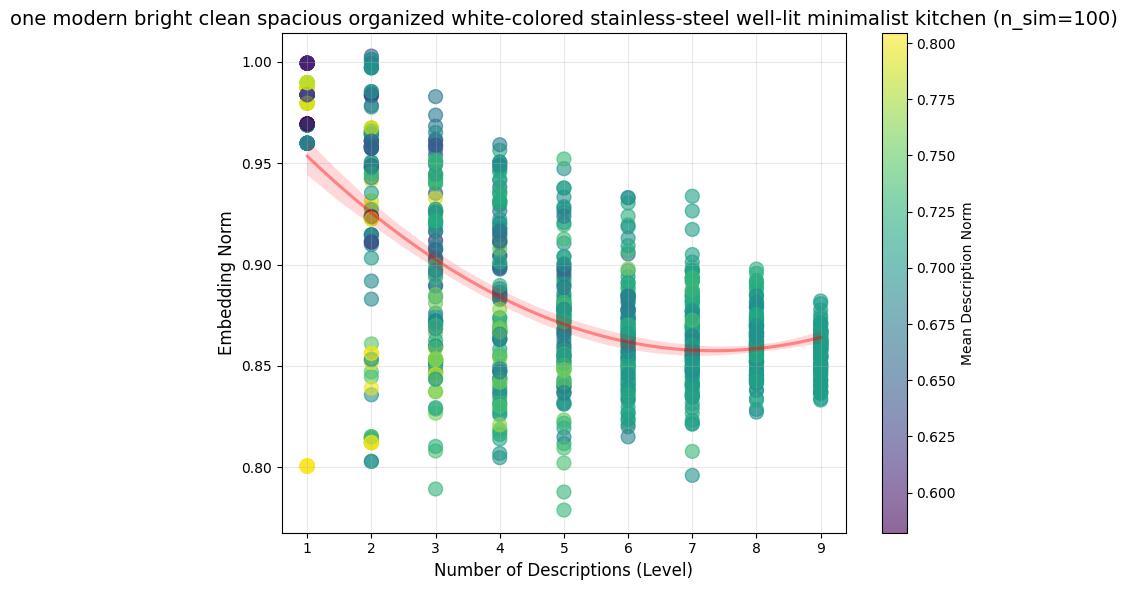 one modern bright clean spacious organized white-colored stainless-steel well-lit minimalist kitchen (n_sim=100)
Embedding Norm
1.00
0.95
0.90
0.85
0.80
1 2 3 4 5 6 7 8 9
Number of Descriptions (Level)
0.800
0.775
0.750
0.725
0.700
0.675
0.650
0.625
0.600
Mean Description Norm